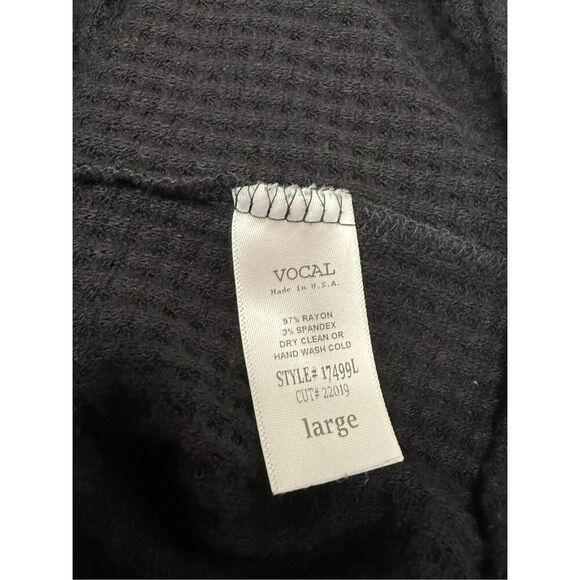 VOCAL
Made in U.S.A.
97% RAYON
3% SPANDEX
DRY CLEAN OR
HAND WASH COLD
STYLE# 17499L
CUT# 22019
large